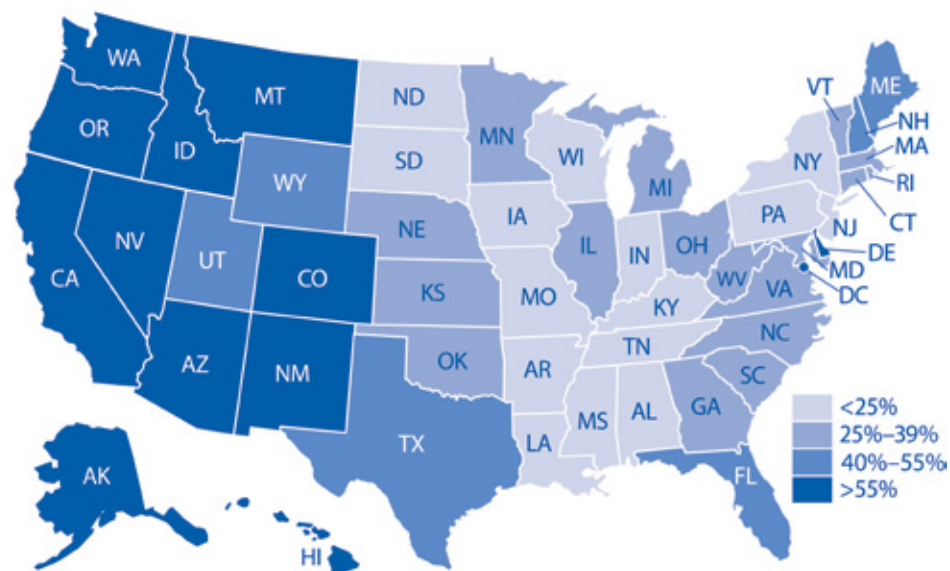 WA
MT
ND
MN
VT
ME
NH
MA
RI
CT
OR
ID
SD
WI
NY
MI
WY
IA
PA
NJ
DE
MD
DC
NE
NV
UT
CO
IL
IN
OH
WV
VA
CA
KS
MO
KY
NC
TN
AZ
NM
OK
AR
SC
MS
AL
GA
TX
LA
FL
AK
HI
<25%
25%–39%
40%–55%
>55%